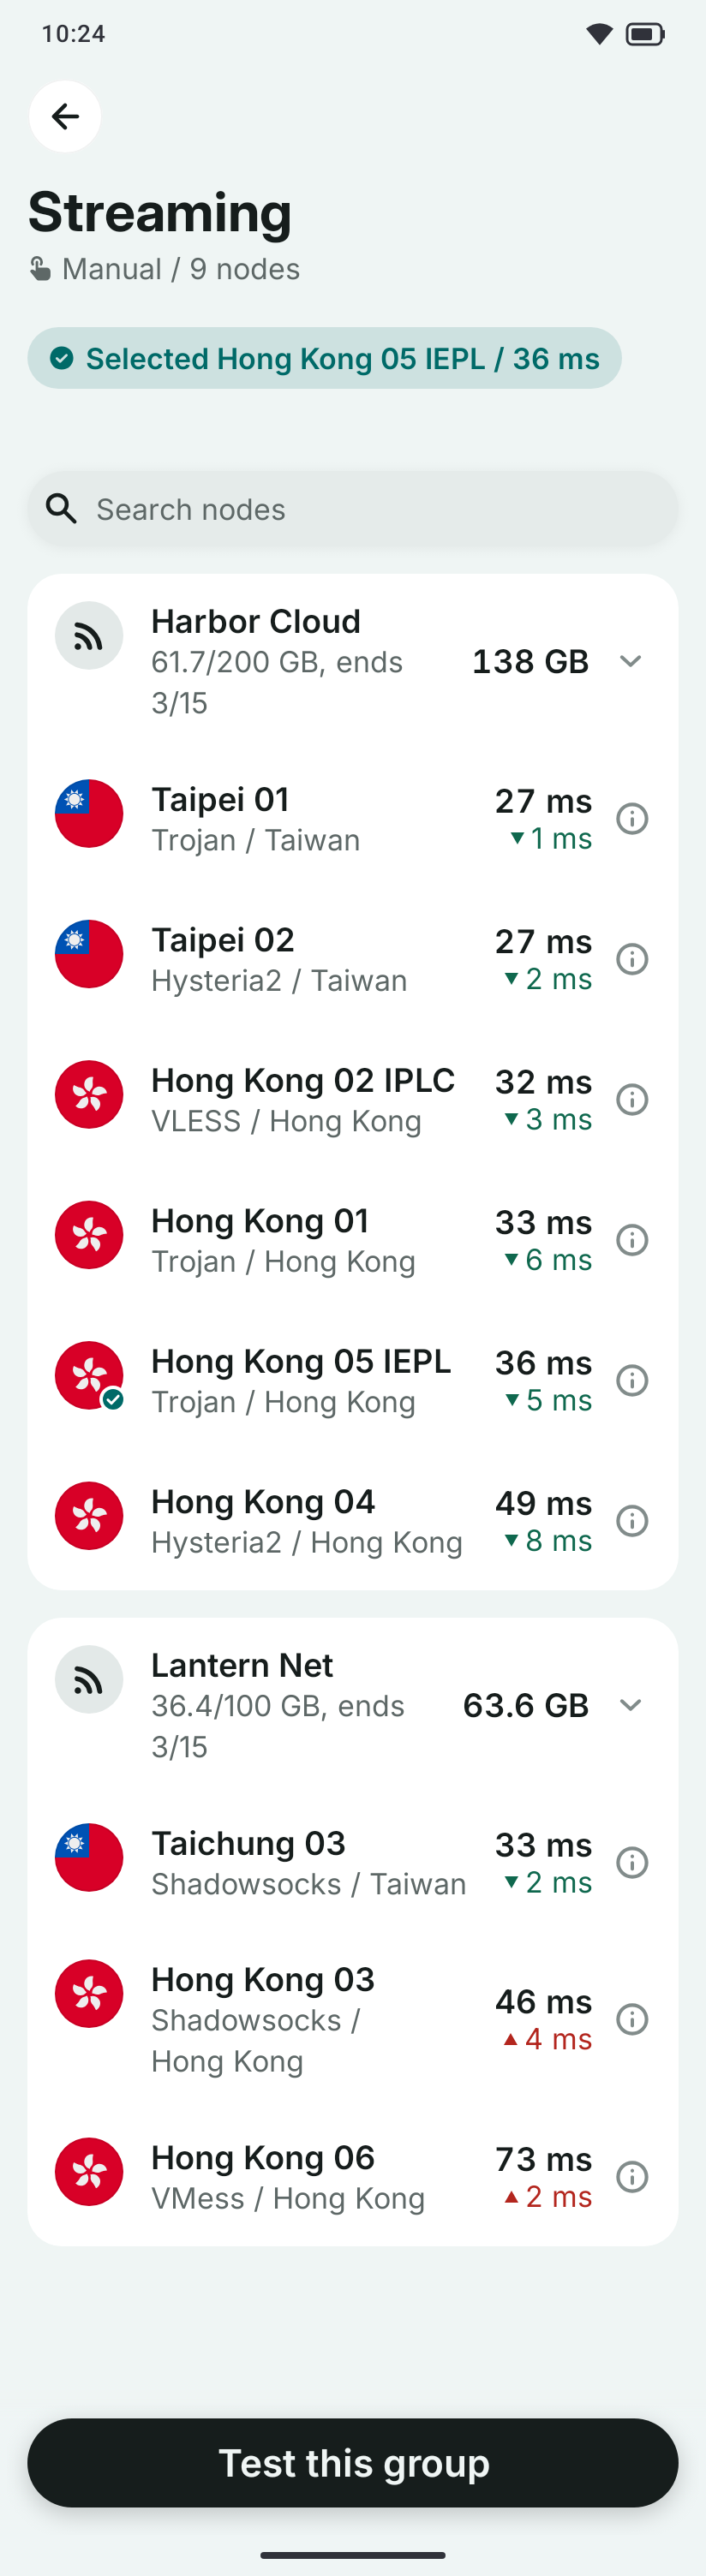 10:24
Streaming
Manual / 9 nodes
Selected Hong Kong 05 IEPL / 36 ms
Search nodes
Harbor Cloud
61.7/200 GB, ends
3/15
138 GB
Taipei 01
Trojan / Taiwan
27 ms
▼1 ms
Taipei 02
Hysteria2 / Taiwan
27 ms
▼2 ms
Hong Kong 02 IPLC
VLESS / Hong Kong
32 ms
▼3 ms
Hong Kong 01
Trojan / Hong Kong
33 ms
▼6 ms
Hong Kong 05 IEPL
Trojan / Hong Kong
36 ms
▼5 ms
Hong Kong 04
Hysteria2 / Hong Kong
49 ms
▼8 ms
Lantern Net
36.4/100 GB, ends
3/15
63.6 GB
Taichung 03
Shadowsocks / Taiwan
33 ms
▼2 ms
Hong Kong 03
Shadowsocks /
Hong Kong
46 ms
▲4 ms
Hong Kong 06
VMess / Hong Kong
73 ms
▲2 ms
Test this group